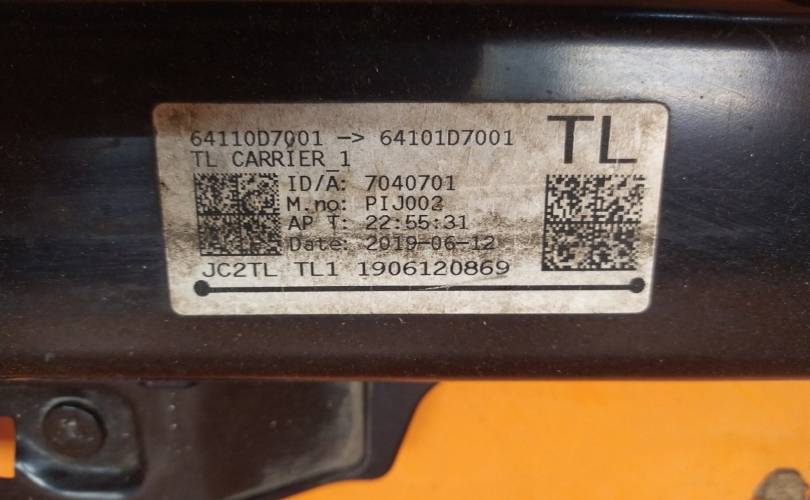 64110D7001 -> 64101D7001
TL
TL CARRIER_1
ID/A: 7040701
M.no: PIJ002
AP T: 22:55:31
Date: 2019-06-12
JC2TL TL1 1906120869